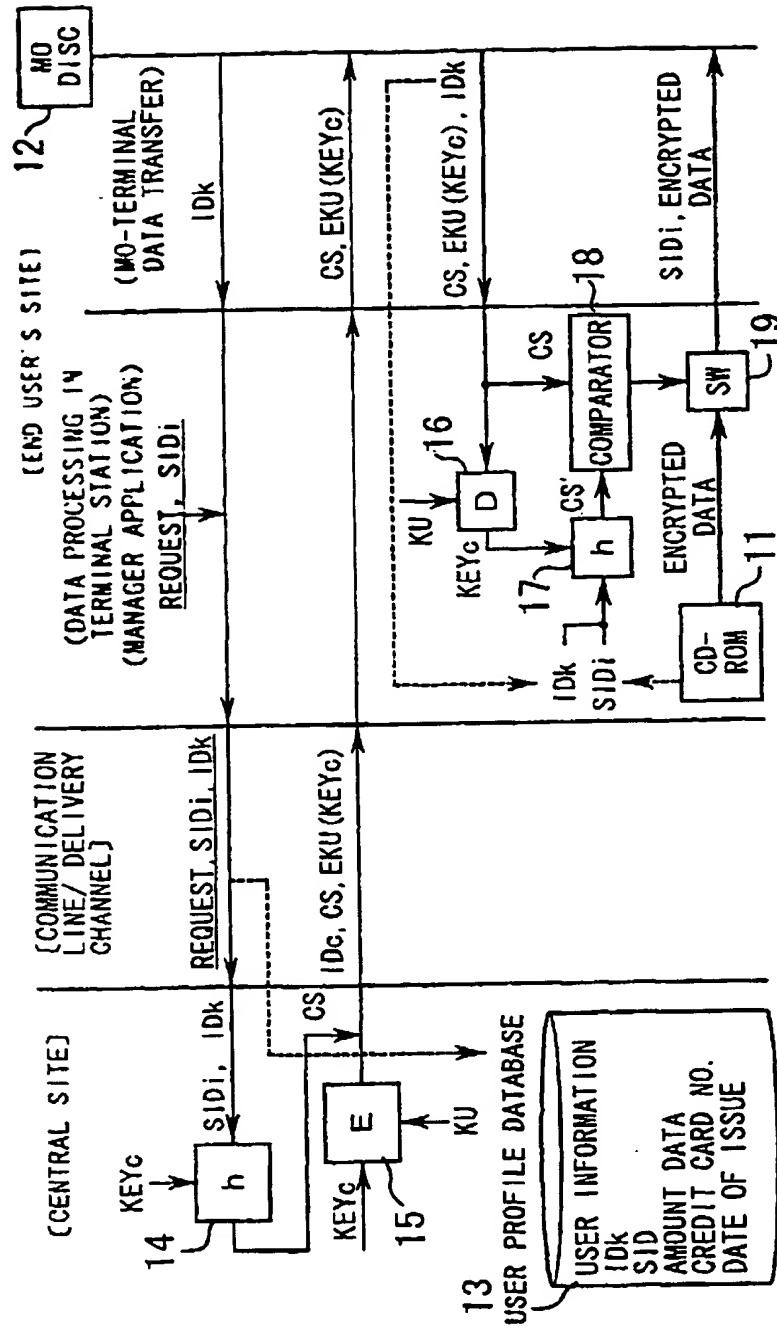 [CENTRAL SITE]
[COMMUNICATION
LINE/ DELIVERY
CHANNEL]
[END USER'S SITE]
(DATA PROCESSING IN
TERMINAL STATION)
(MANAGER APPLICATION)
(MO-TERMINAL
DATA TRANSFER)
12
MO
DISC
IDk
REQUEST, SIDi
REQUEST, SIDi, IDk
SIDi, IDk
KEYc
h
14
CS
KEYc
E
15
KU
IDc, CS, EKU(KEYc)
CS, EKU(KEYc)
CS, EKU(KEYc), IDk
KU
D
16
CS
KEYc
h
17
CS'
COMPARATOR
18
IDk
SIDi
CD-
ROM
11
ENCRYPTED
DATA
SW
19
SIDi, ENCRYPTED
DATA
13
USER PROFILE DATABASE
USER INFORMATION
IDk
SID
AMOUNT DATA
CREDIT CARD NO.
DATE OF ISSUE